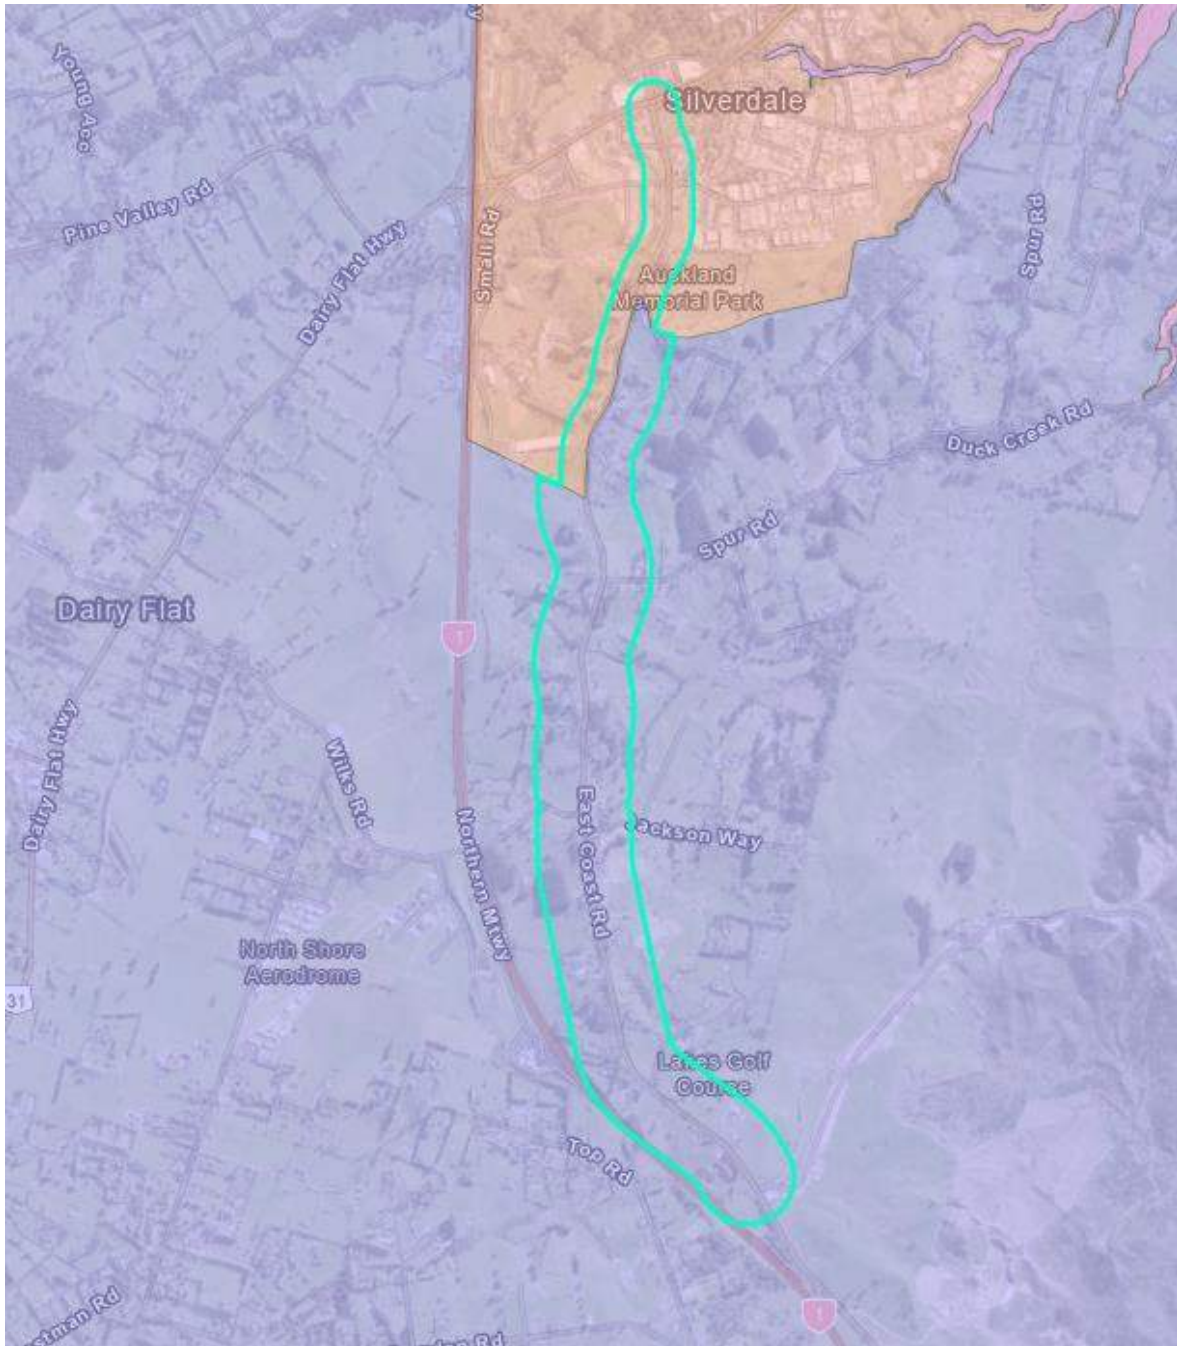 Young Acc
Silverdale
Pine Valley Rd
Small Rd
Spur Rd
Dairy Flat Hwy
Auckland
Memorial Park
Duck Creek Rd
Spur Rd
Dairy Flat
1
Dairy Flat Hwy
Wilks Rd
East Coast Rd
Jackson Way
Northern Mtwy
North Shore
Aerodrome
31
Lakes Golf
Course
Top Rd
1